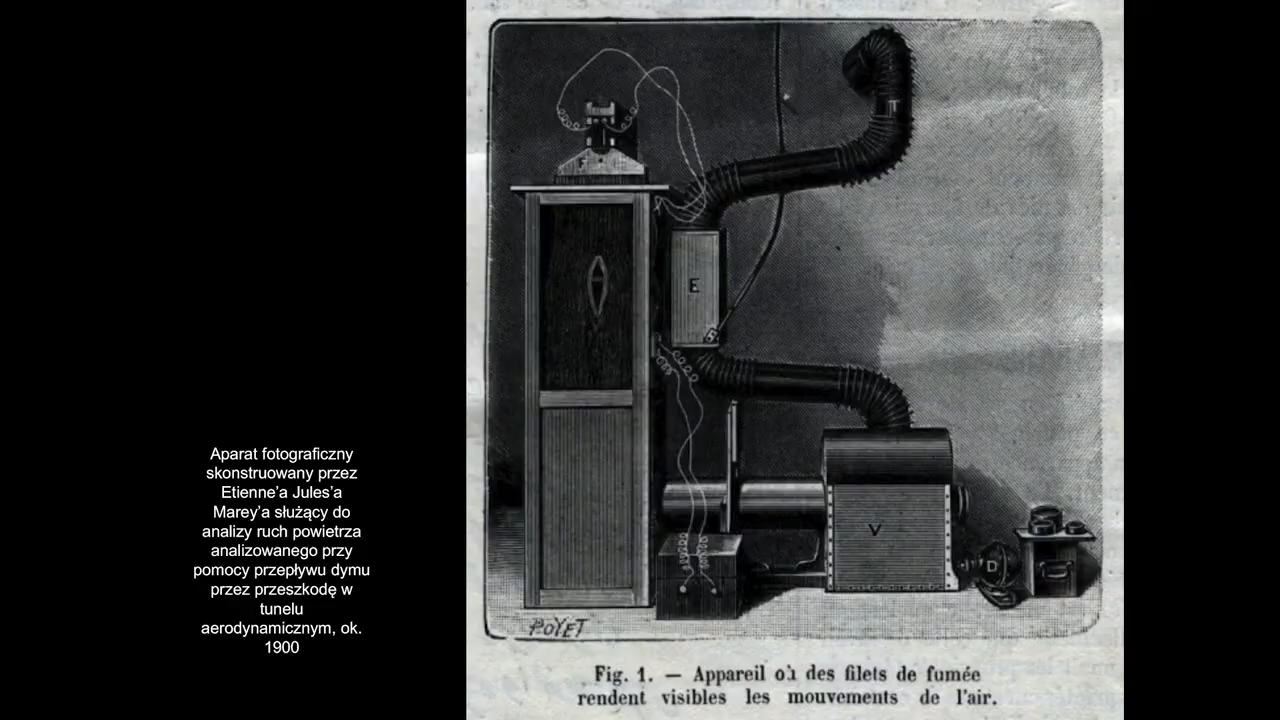 Aparat fotograficzny
skonstruowany przez
Etienne’a Jules’a
Marey’a służący do
analizy ruch powietrza
analizowanego przy
pomocy przepływu dymu
przez przeszkodę w
tunelu
aerodynamicznym, ok.
1900
F
E
V
D
POYET
Fig. 1. — Appareil où des filets de fumée
rendent visibles les mouvements de l'air.